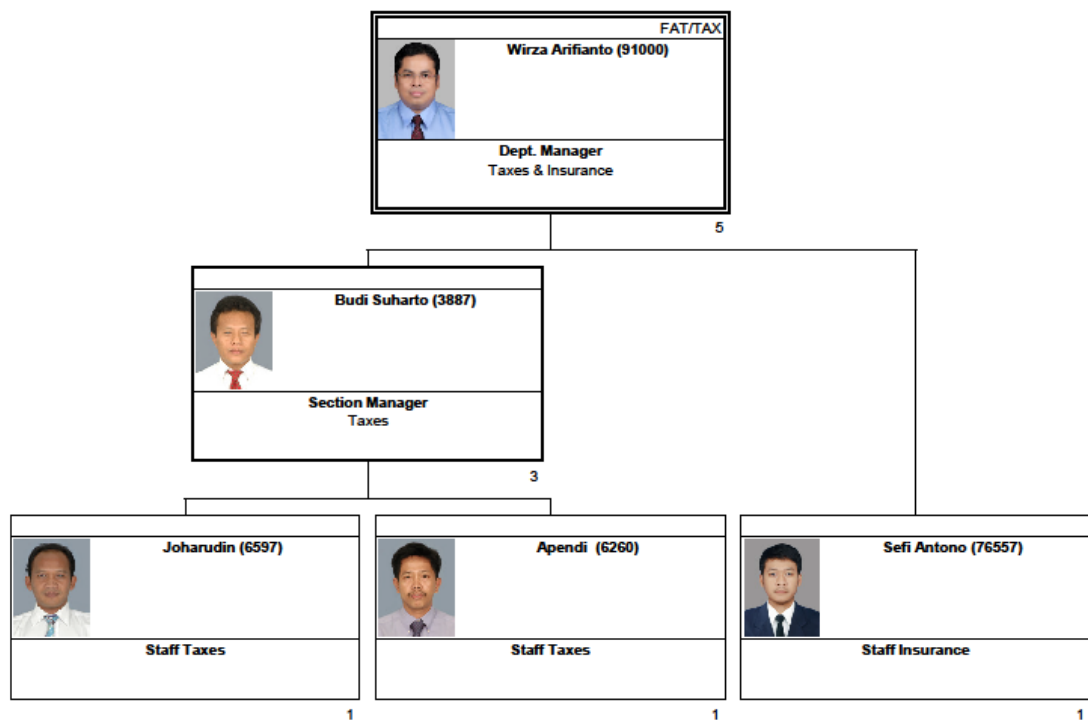 FAT/TAX
Wirza Arifianto (91000)
Dept. Manager
Taxes & Insurance
5
Budi Suharto (3887)
Section Manager
Taxes
3
Joharudin (6597)
Staff Taxes
1
Apendi  (6260)
Staff Taxes
1
Sefi Antono (76557)
Staff Insurance
1